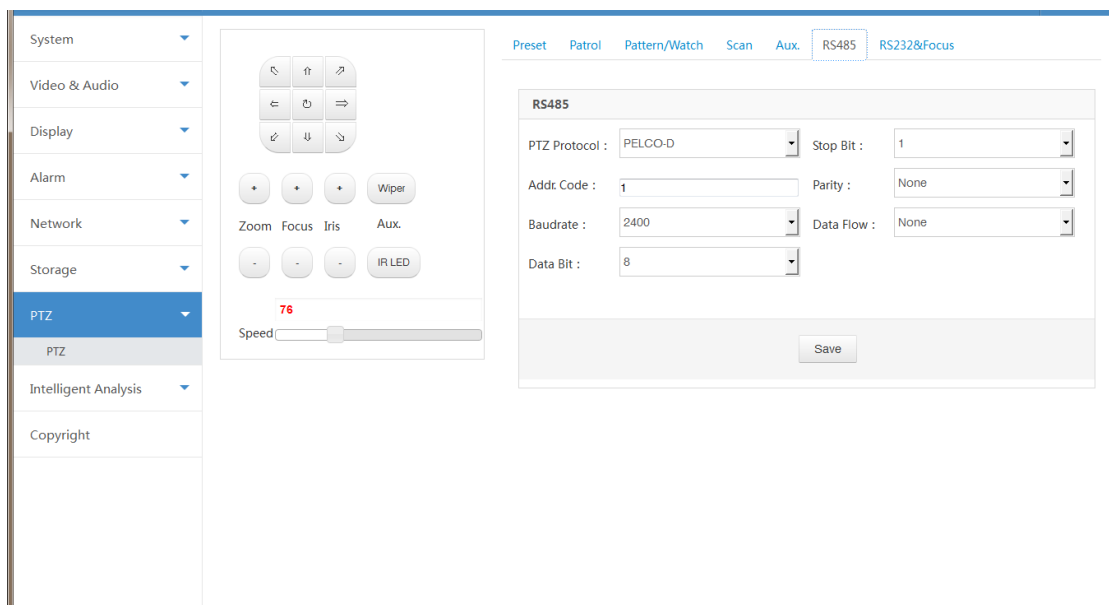 System
Video & Audio
Display
Alarm
Network
Storage
PTZ
PTZ
Intelligent Analysis
Copyright
+ + + Wiper
Zoom Focus Iris Aux.
- - - IR LED
76
Speed
Preset Patrol Pattern/Watch Scan Aux. RS485 RS232&Focus
RS485
PTZ Protocol : PELCO-D Stop Bit : 1
Addr. Code : 1 Parity : None
Baudrate : 2400 Data Flow : None
Data Bit : 8
Save